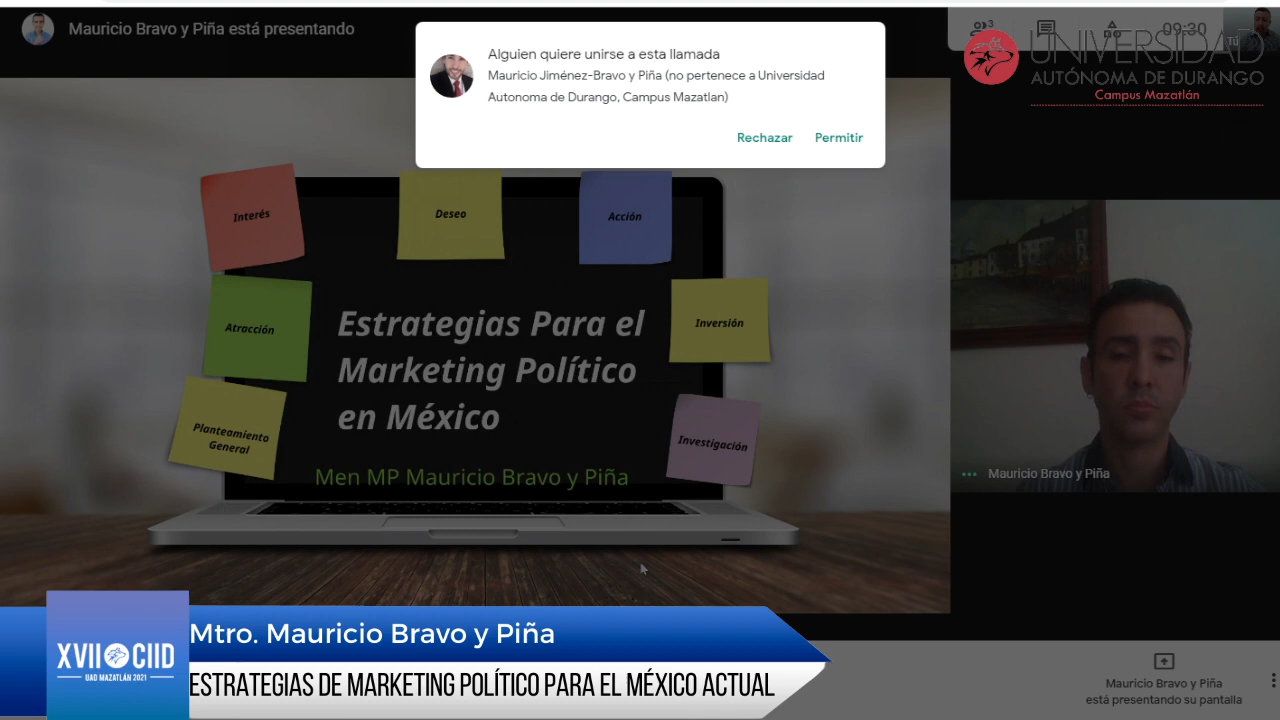 Mauricio Bravo y Piña está presentando
Alguien quiere unirse a esta llamada
Mauricio Jiménez-Bravo y Piña (no pertenece a Universidad
Autonoma de Durango, Campus Mazatlan)
Rechazar
Permitir
3
09:30
Tú
UNIVERSIDAD
AUTÓNOMA DE DURANGO
Campus Mazatlán
Interés
Deseo
Acción
Atracción
Inversión
Planteamiento
General
Investigación
Estrategias Para el
Marketing Político
en México
Men MP Mauricio Bravo y Piña
Mauricio Bravo y Piña
XVII CIID
UAD MAZATLÁN 2021
Mtro. Mauricio Bravo y Piña
ESTRATEGIAS DE MARKETING POLÍTICO PARA EL MÉXICO ACTUAL
Mauricio Bravo y Piña
está presentando su pantalla